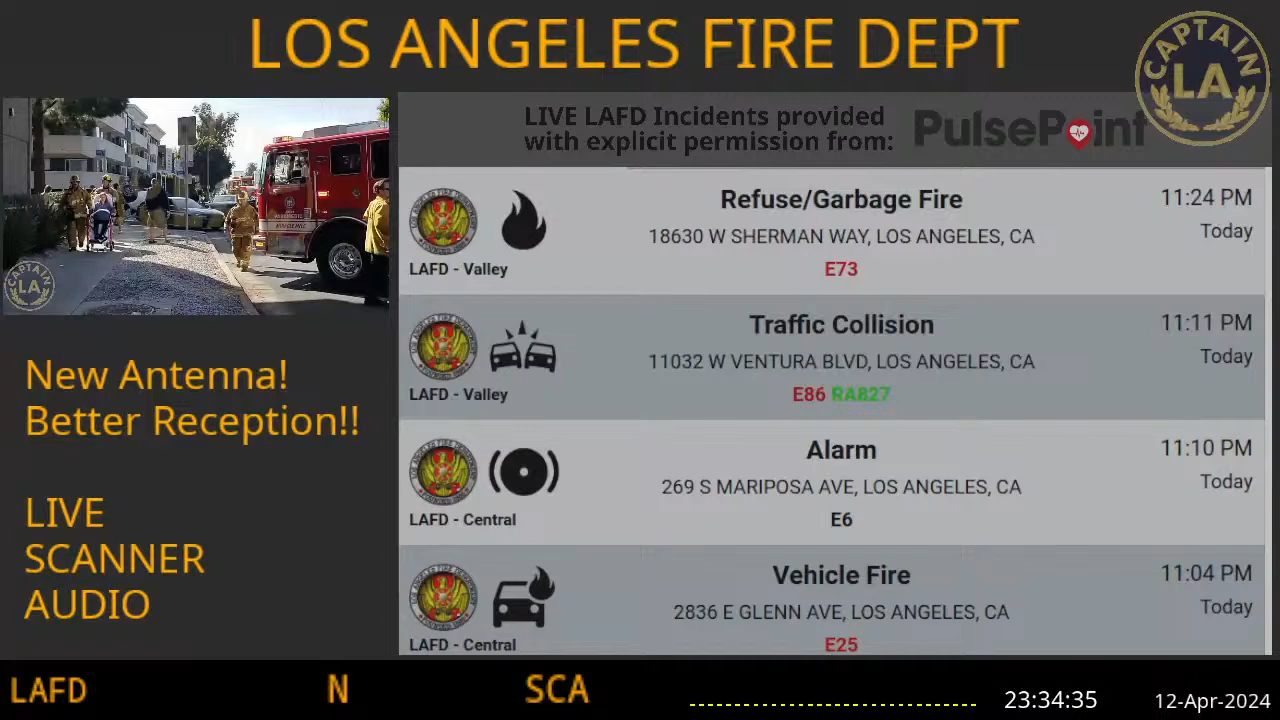 LOS ANGELES FIRE DEPT
CAPTAIN
LA
LIVE LAFD Incidents provided
with explicit permission from:
PulsePoint
Refuse/Garbage Fire
11:24 PM
18630 W SHERMAN WAY, LOS ANGELES, CA
Today
LAFD - Valley
E73
Traffic Collision
11:11 PM
11032 W VENTURA BLVD, LOS ANGELES, CA
Today
LAFD - Valley
E86 RA827
Alarm
11:10 PM
269 S MARIPOSA AVE, LOS ANGELES, CA
Today
LAFD - Central
E6
Vehicle Fire
11:04 PM
2836 E GLENN AVE, LOS ANGELES, CA
Today
LAFD - Central
E25
CAPTAIN
LA
New Antenna!
Better Reception!!
LIVE
SCANNER
AUDIO
LAFD N SCA
23:34:35
12-Apr-2024